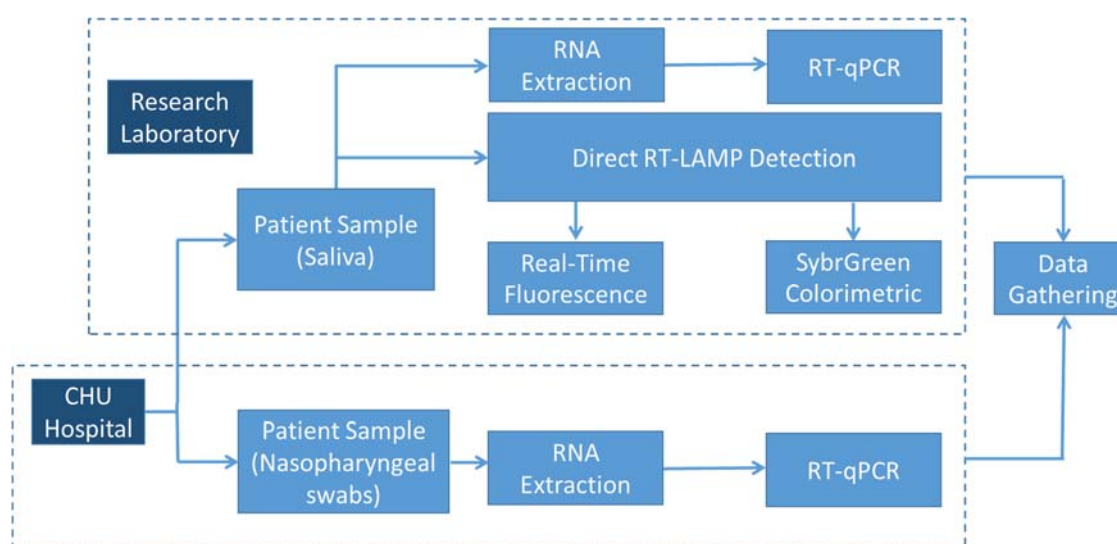 RNA
Extraction
RT-qPCR
Research
Laboratory
Direct RT-LAMP Detection
Patient Sample
(Saliva)
Real-Time
Fluorescence
SybrGreen
Colorimetric
Data
Gathering
CHU
Hospital
Patient Sample
(Nasopharyngeal
swabs)
RNA
Extraction
RT-qPCR